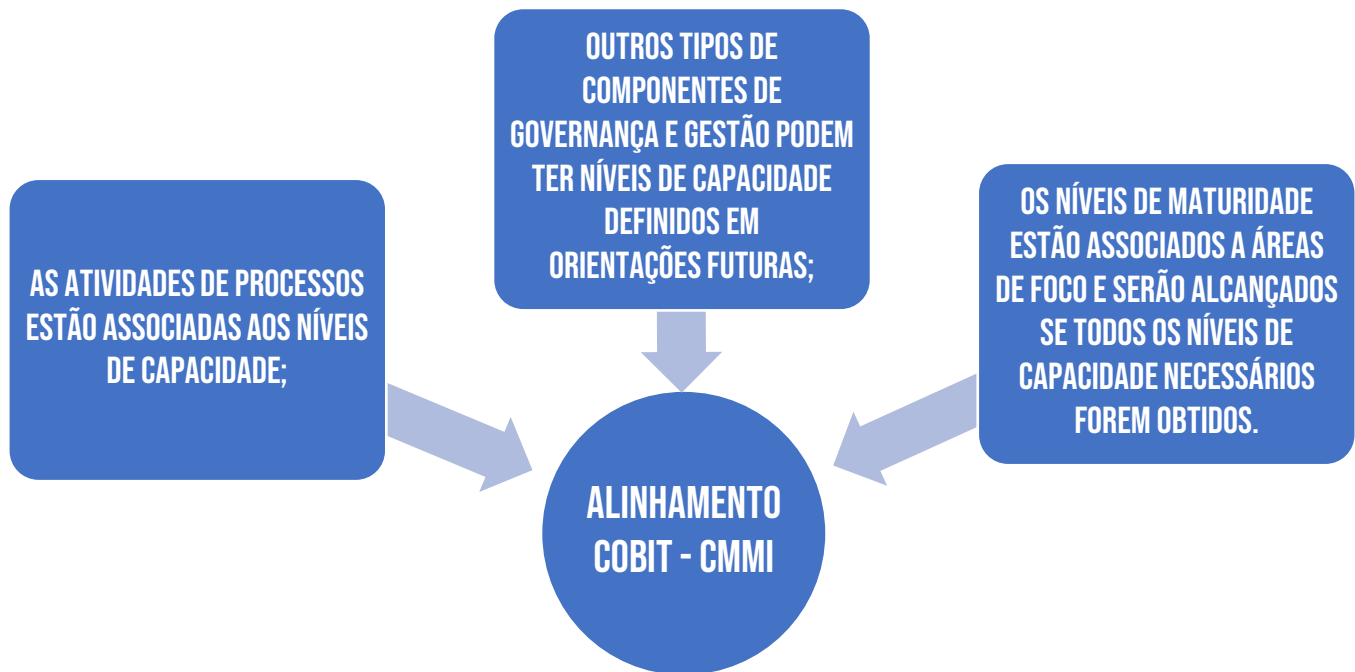 AS ATIVIDADES DE PROCESSOS
ESTÃO ASSOCIADAS AOS NÍVEIS
DE CAPACIDADE;
OUTROS TIPOS DE
COMPONENTES DE
GOVERNANÇA E GESTÃO PODEM
TER NÍVEIS DE CAPACIDADE
DEFINIDOS EM
ORIENTAÇÕES FUTURAS;
OS NÍVEIS DE MATURIDADE
ESTÃO ASSOCIADOS A ÁREAS
DE FOCO E SERÃO ALCANÇADOS
SE TODOS OS NÍVEIS DE
CAPACIDADE NECESSÁRIOS
FOREM OBTIDOS.
ALINHAMENTO
COBIT - CMMI